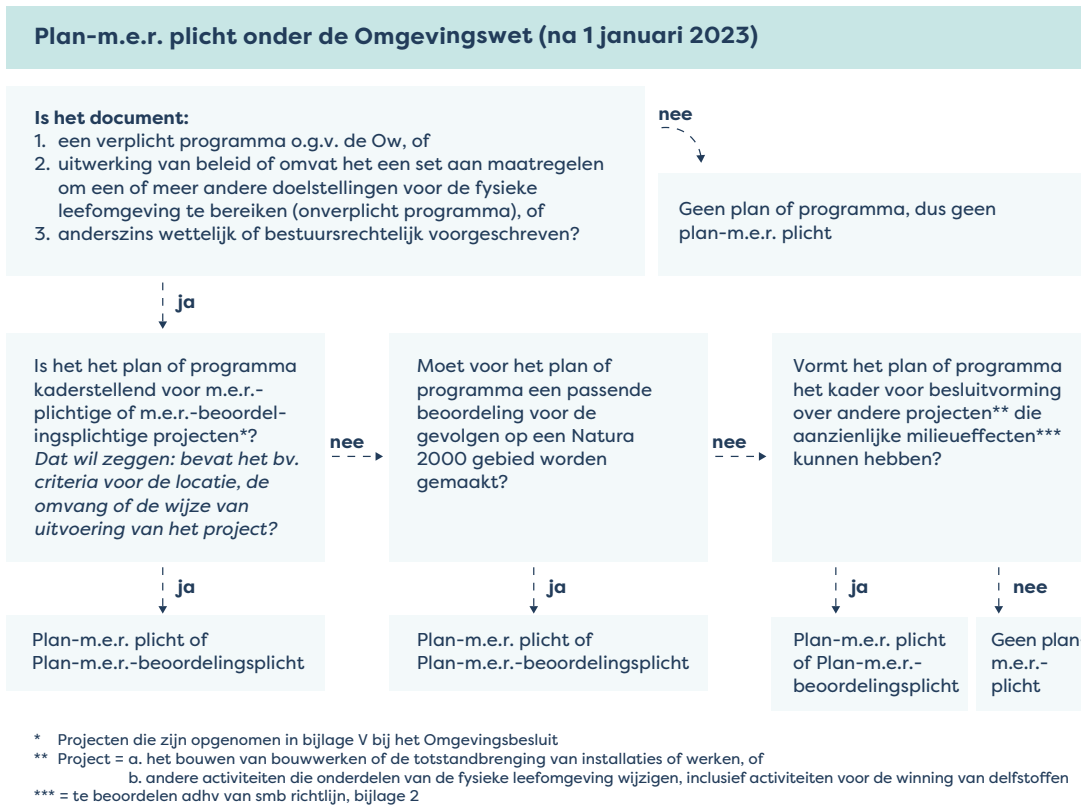 Plan-m.e.r. plicht onder de Omgevingswet (na 1 januari 2023)
Is het document:
1. een verplicht programma o.g.v. de Ow, of
2. uitwerking van beleid of omvat het een set aan maatregelen
om een of meer andere doelstellingen voor de fysieke
leefomgeving te bereiken (onverplicht programma), of
3. anderszins wettelijk of bestuursrechtelijk voorgeschreven?
nee
Geen plan of programma, dus geen
plan-m.e.r. plicht
ja
Is het het plan of programma
kaderstellend voor m.e.r.-
plichtige of m.e.r.-beoordel-
ingsplichtige projecten*?
Dat wil zeggen: bevat het bv.
criteria voor de locatie, de
omvang of de wijze van
uitvoering van het project?
nee
Moet voor het plan of
programma een passende
beoordeling voor de
gevolgen op een Natura
2000 gebied worden
gemaakt?
nee
Vormt het plan of programma
het kader voor besluitvorming
over andere projecten** die
aanzienlijke milieueffecten***
kunnen hebben?
ja
Plan-m.e.r. plicht of
Plan-m.e.r.-beoordelingsplicht
ja
Plan-m.e.r. plicht of
Plan-m.e.r.-beoordelingsplicht
ja
Plan-m.e.r. plicht
of Plan-m.e.r.-
beoordelingsplicht
nee
Geen plan-
m.e.r.-
plicht
* Projecten die zijn opgenomen in bijlage V bij het Omgevingsbesluit
** Project = a. het bouwen van bouwwerken of de totstandbrenging van installaties of werken, of
b. andere activiteiten die onderdelen van de fysieke leefomgeving wijzigen, inclusief activiteiten voor de winning van delfstoffen
*** = te beoordelen adhv van smb richtlijn, bijlage 2